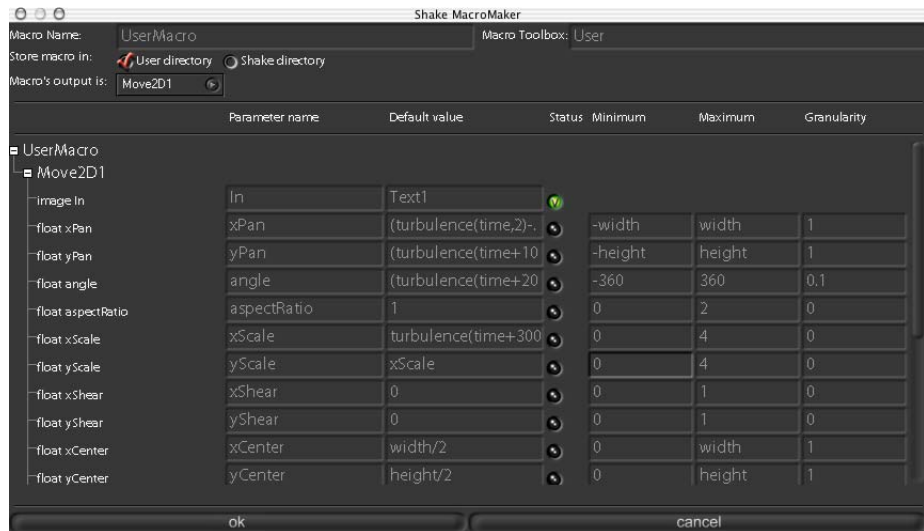 Shake MacroMaker
Macro Name: UserMacro Macro Toolbox: User
Store macro in: User directory Shake directory
Macro's output is: Move2D1
Parameter name Default value Status Minimum Maximum Granularity
UserMacro
Move2D1
image In In Text1
float xPan xPan (turbulence(time,2)-. -width width 1
float yPan yPan (turbulence(time+10 -height height 1
float angle angle (turbulence(time+20 -360 360 0.1
float aspectRatio aspectRatio 1 0 2 0
float xScale xScale turbulence(time+300 0 4 0
float yScale yScale xScale 0 4 0
float xShear xShear 0 0 1 0
float yShear yShear 0 0 1 0
float xCenter xCenter width/2 0 width 1
float yCenter yCenter height/2 0 height 1
ok cancel